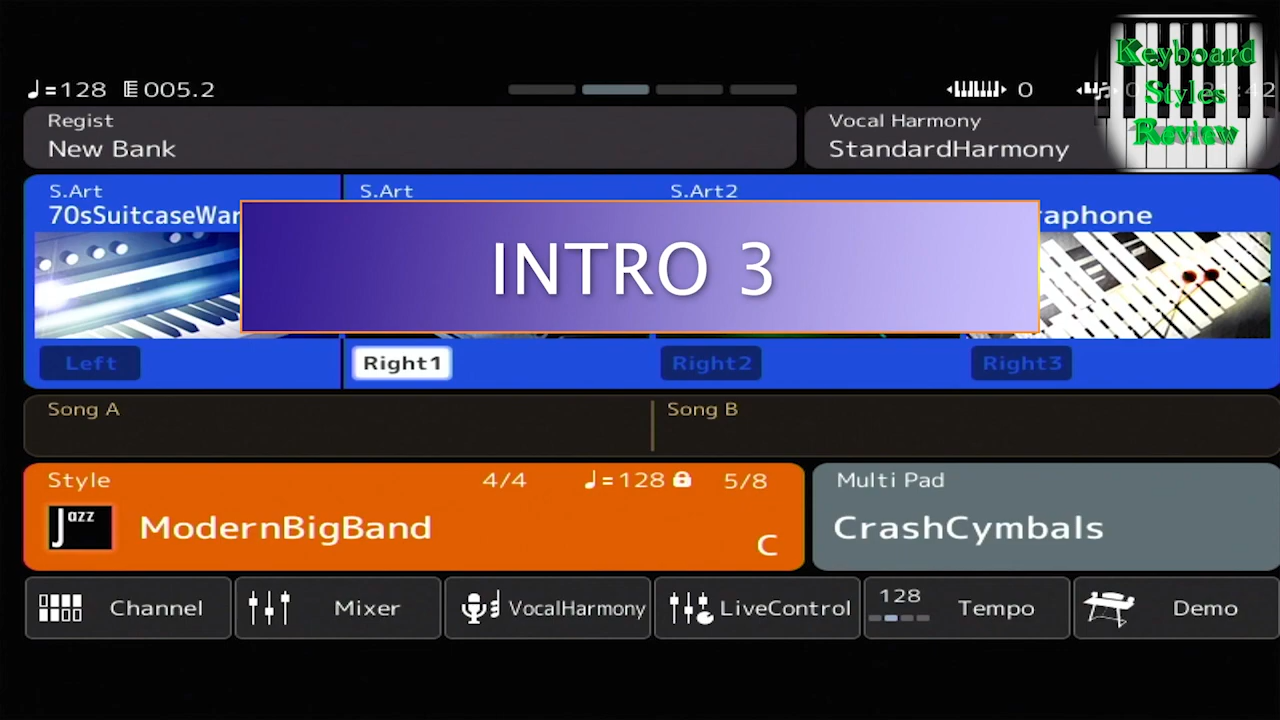 ♩=128 005.2
0
Keyboard
Styles
Review
Regist
New Bank
Vocal Harmony
StandardHarmony
S.Art
70sSuitcaseWar
S.Art
S.Art2
raphone
INTRO 3
Left
Right1
Right2
Right3
Song A
Song B
Style 4/4 ♩=128 5/8
Jazz
ModernBigBand
C
Multi Pad
CrashCymbals
Channel
Mixer
VocalHarmony
LiveControl
128
Tempo
Demo